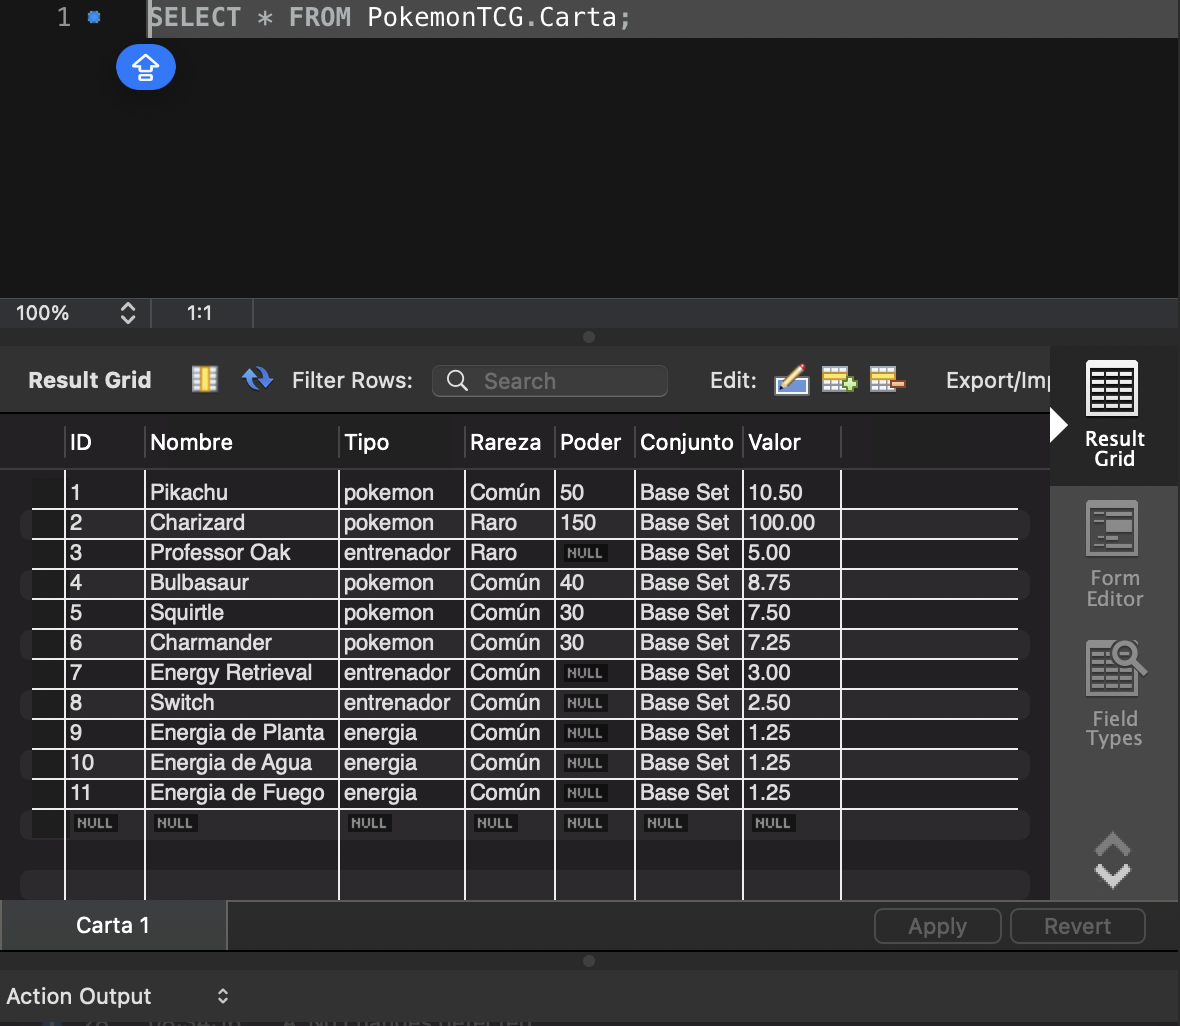 1 SELECT * FROM PokemonTCG.Carta;
100% 1:1
Result Grid Filter Rows: Search Edit: Export/Imp
Result
Grid
Form
Editor
Field
Types
ID Nombre Tipo Rareza Poder Conjunto Valor
1 Pikachu pokemon Común 50 Base Set 10.50
2 Charizard pokemon Raro 150 Base Set 100.00
3 Professor Oak entrenador Raro NULL Base Set 5.00
4 Bulbasaur pokemon Común 40 Base Set 8.75
5 Squirtle pokemon Común 30 Base Set 7.50
6 Charmander pokemon Común 30 Base Set 7.25
7 Energy Retrieval entrenador Común NULL Base Set 3.00
8 Switch entrenador Común NULL Base Set 2.50
9 Energia de Planta energia Común NULL Base Set 1.25
10 Energia de Agua energia Común NULL Base Set 1.25
11 Energia de Fuego energia Común NULL Base Set 1.25
NULL NULL NULL NULL NULL NULL NULL
Carta 1 Apply Revert
Action Output